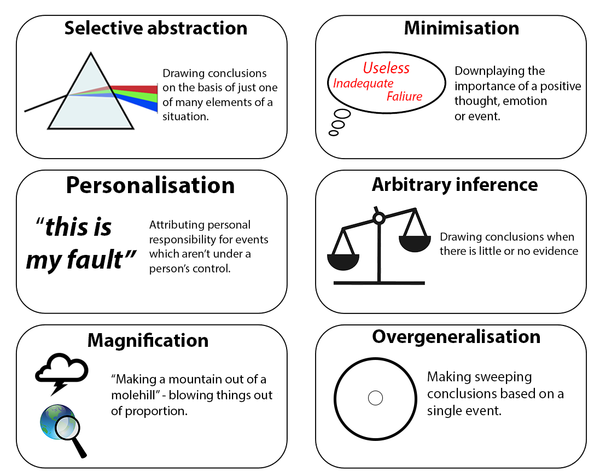 Selective abstraction
Drawing conclusions
on the basis of just one
of many elements of a
situation.
Minimisation
Useless
Inadequate
Faliure
Downplaying the
importance of a positive
thought, emotion
or event.
Personalisation
“this is
my fault”
Attributing personal
responsibility for events
which aren’t under a
person’s control.
Arbitrary inference
Drawing conclusions when
there is little or no evidence
Magnification
“Making a mountain out of a
molehill” - blowing things out
of proportion.
Overgeneralisation
Making sweeping
conclusions based on a
single event.